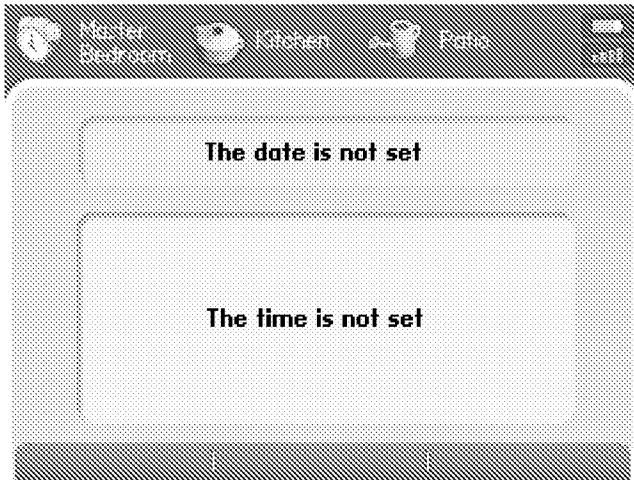 Master
Bedroom
Kitchen
Patio
The date is not set
The time is not set